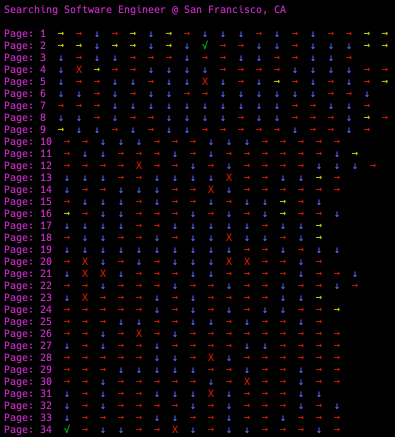 Searching Software Engineer @ San Francisco, CA
Page: 1
Page: 2 √
Page: 3
Page: 4 X
Page: 5 X
Page: 6
Page: 7
Page: 8
Page: 9
Page: 10
Page: 11
Page: 12 X
Page: 13 X
Page: 14 X
Page: 15
Page: 16
Page: 17
Page: 18 X
Page: 19
Page: 20 X X X
Page: 21 X X
Page: 22
Page: 23 X
Page: 24
Page: 25
Page: 26 X
Page: 27
Page: 28 X
Page: 29
Page: 30 X
Page: 31 X
Page: 32
Page: 33
Page: 34 √ X